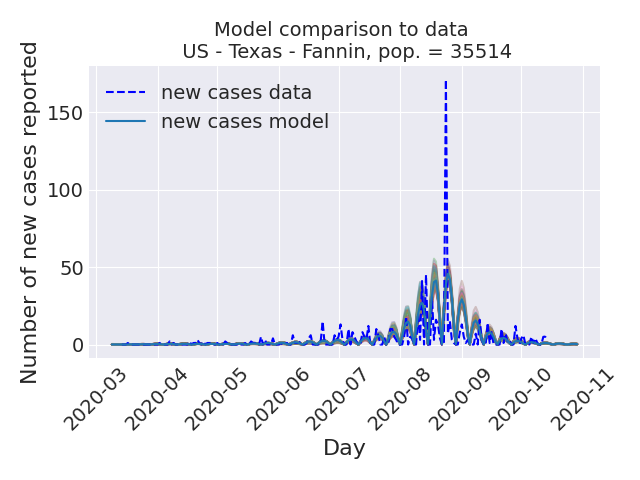 Model comparison to data
US - Texas - Fannin, pop. = 35514
Number of new cases reported
150
100
50
0
new cases data
new cases model
2020-03
2020-04
2020-05
2020-06
2020-07
2020-08
2020-09
2020-10
2020-11
Day